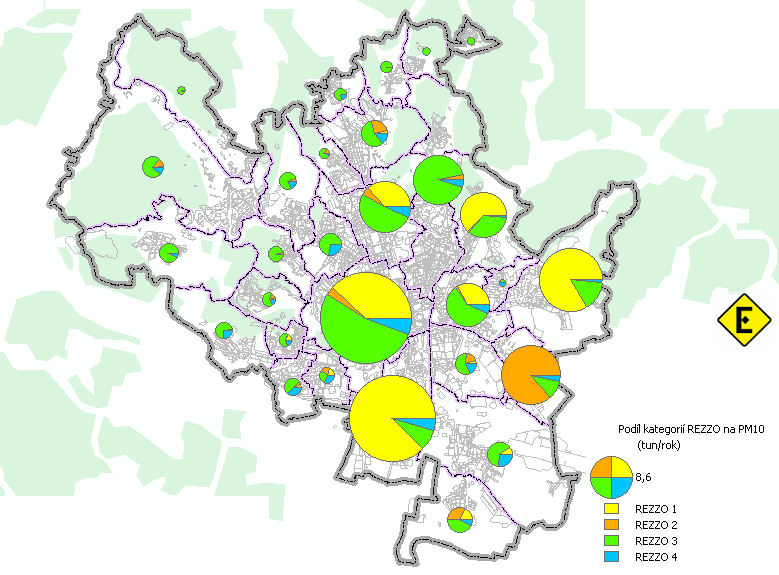 E
Podíl kategorií REZZO na PM10
(tun/rok)
8,6
REZZO 1
REZZO 2
REZZO 3
REZZO 4